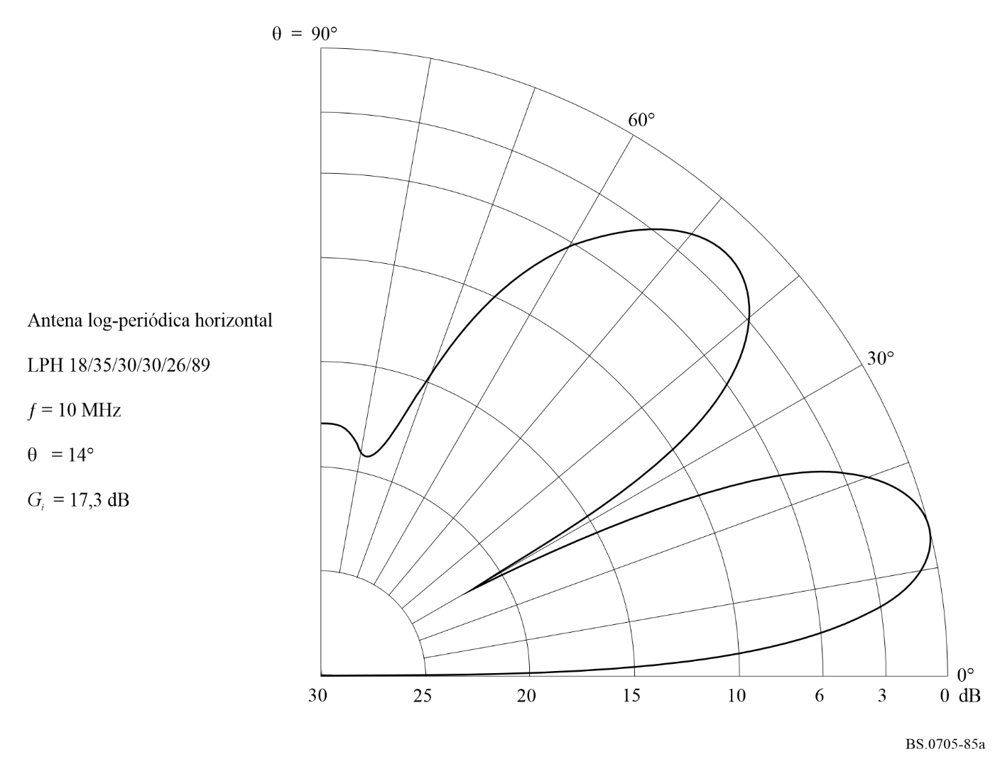 θ = 90°
60°
Antena log-periódica horizontal
30°
LPH 18/35/30/30/26/89
f = 10 MHz
θ = 14°
Gi = 17,3 dB
0°
30 25 20 15 10 6 3 0 dB
BS.0705-85a